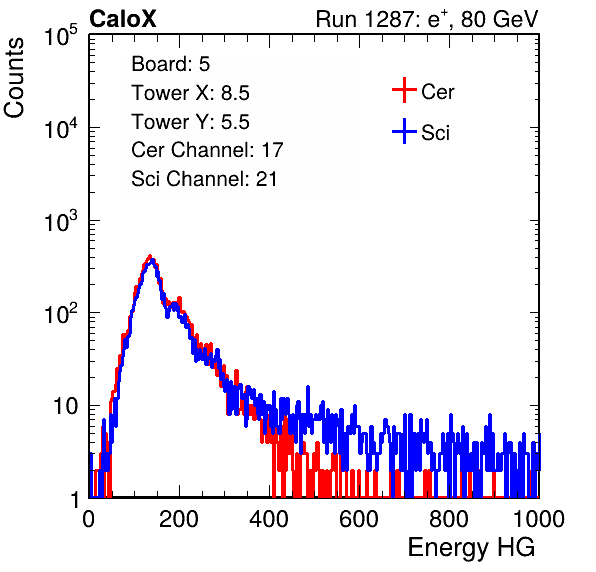 CaloX Run 1287: e⁺, 80 GeV
Counts
Board: 5
Tower X: 8.5
Tower Y: 5.5
Cer Channel: 17
Sci Channel: 21
Cer
Sci
10⁵
10⁴
10³
10²
10
1
0 200 400 600 800 1000
Energy HG